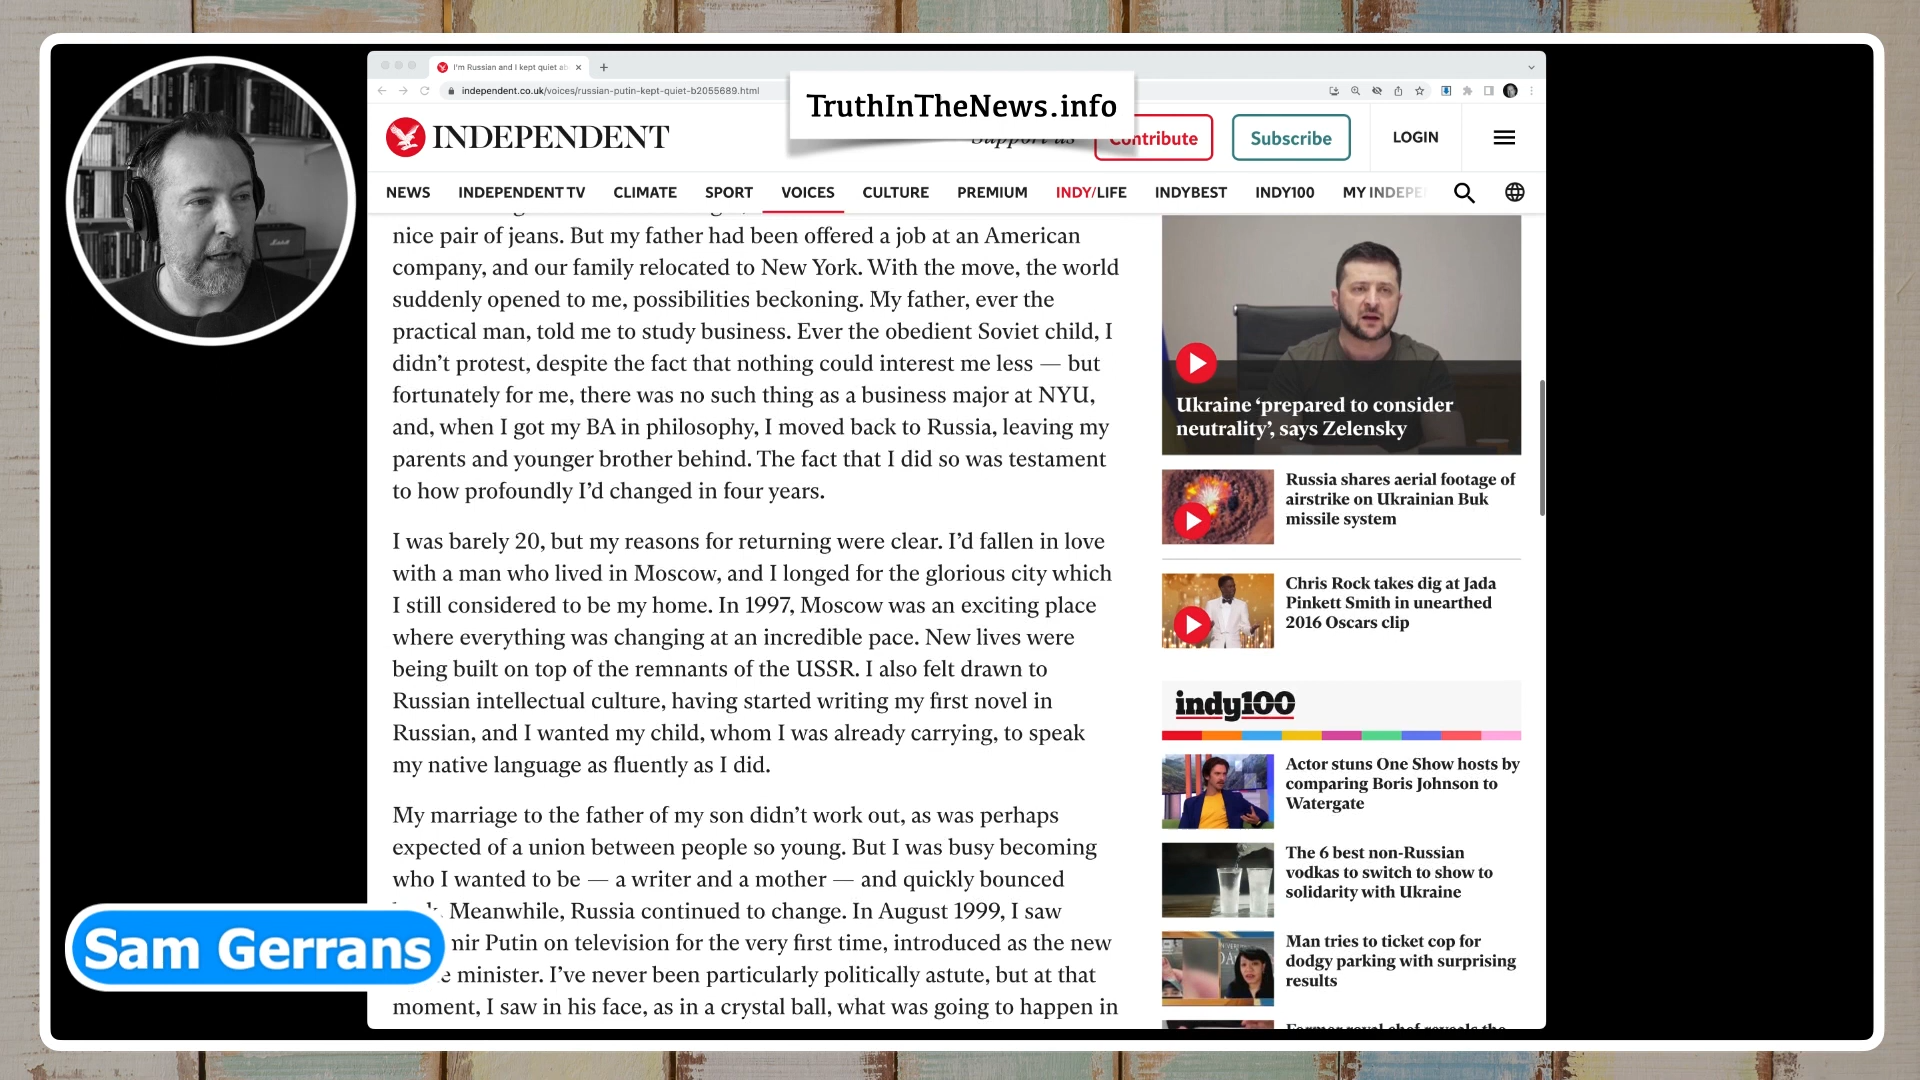 I'm Russian and I kept quiet ab
independent.co.uk/voices/russian-putin-kept-quiet-b2055689.html
TruthInTheNews.info
INDEPENDENT
Support us
Contribute
Subscribe
LOGIN
NEWS INDEPENDENT TV CLIMATE SPORT VOICES CULTURE PREMIUM INDY/LIFE INDYBEST INDY100 MY INDEPE
nice pair of jeans. But my father had been offered a job at an American
company, and our family relocated to New York. With the move, the world
suddenly opened to me, possibilities beckoning. My father, ever the
practical man, told me to study business. Ever the obedient Soviet child, I
didn't protest, despite the fact that nothing could interest me less — but
fortunately for me, there was no such thing as a business major at NYU,
and, when I got my BA in philosophy, I moved back to Russia, leaving my
parents and younger brother behind. The fact that I did so was testament
to how profoundly I'd changed in four years.
I was barely 20, but my reasons for returning were clear. I'd fallen in love
with a man who lived in Moscow, and I longed for the glorious city which
I still considered to be my home. In 1997, Moscow was an exciting place
where everything was changing at an incredible pace. New lives were
being built on top of the remnants of the USSR. I also felt drawn to
Russian intellectual culture, having started writing my first novel in
Russian, and I wanted my child, whom I was already carrying, to speak
my native language as fluently as I did.
My marriage to the father of my son didn't work out, as was perhaps
expected of a union between people so young. But I was busy becoming
who I wanted to be — a writer and a mother — and quickly bounced
Meanwhile, Russia continued to change. In August 1999, I saw
mir Putin on television for the very first time, introduced as the new
e minister. I've never been particularly politically astute, but at that
moment, I saw in his face, as in a crystal ball, what was going to happen in
Ukraine 'prepared to consider
neutrality', says Zelensky
Russia shares aerial footage of
airstrike on Ukrainian Buk
missile system
Chris Rock takes dig at Jada
Pinkett Smith in unearthed
2016 Oscars clip
indy100
Actor stuns One Show hosts by
comparing Boris Johnson to
Watergate
The 6 best non-Russian
vodkas to switch to show to
solidarity with Ukraine
Man tries to ticket cop for
dodgy parking with surprising
results
Former royal chef reveals the
Sam Gerrans